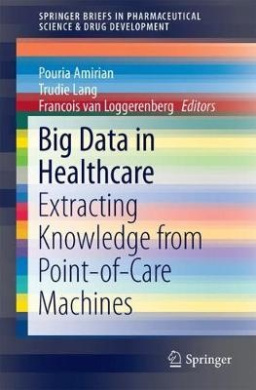 SPRINGER BRIEFS IN PHARMACEUTICAL
SCIENCE & DRUG DEVELOPMENT
Pouria Amirian
Trudie Lang
Francois van Loggerenberg Editors
Big Data in
Healthcare
Extracting
Knowledge from
Point-of-Care
Machines
Springer